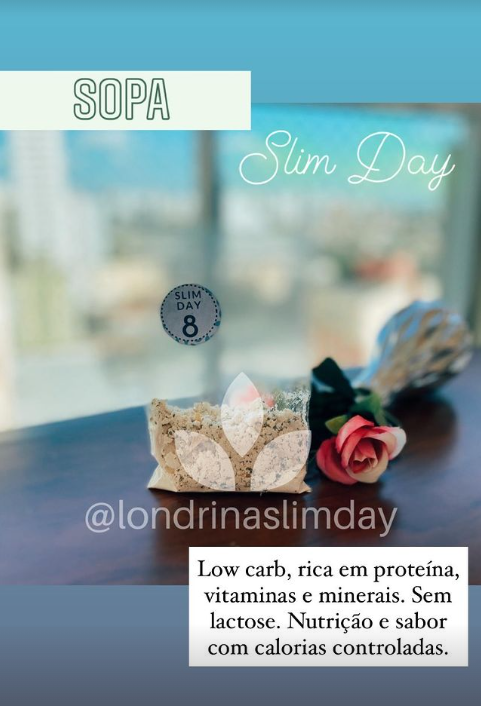 SOPA
Slim Day
SLIM
DAY
8
@londrinaslimday
Low carb, rica em proteína,
vitaminas e minerais. Sem
lactose. Nutrição e sabor
com calorias controladas.